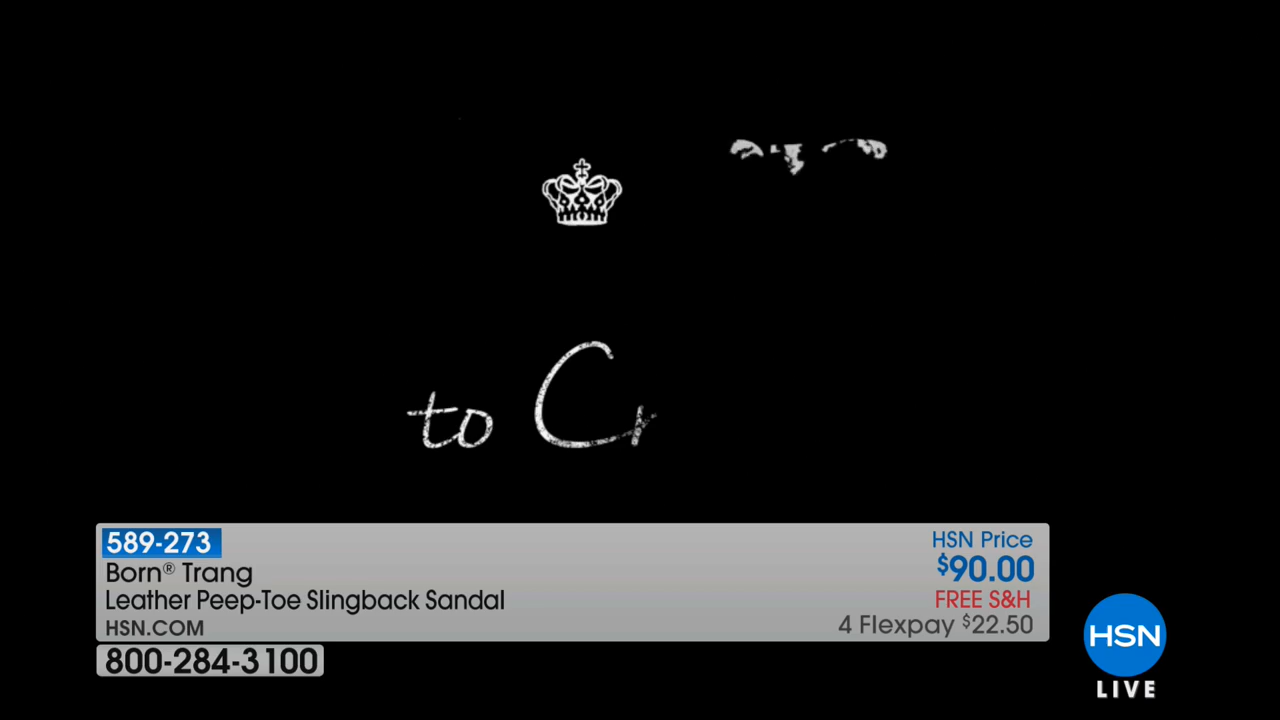 to Cr
589-273
Born® Trang
Leather Peep-Toe Slingback Sandal
HSN.COM
800-284-3100
HSN Price
$90.00
FREE S&H
4 Flexpay $22.50
HSN
LIVE